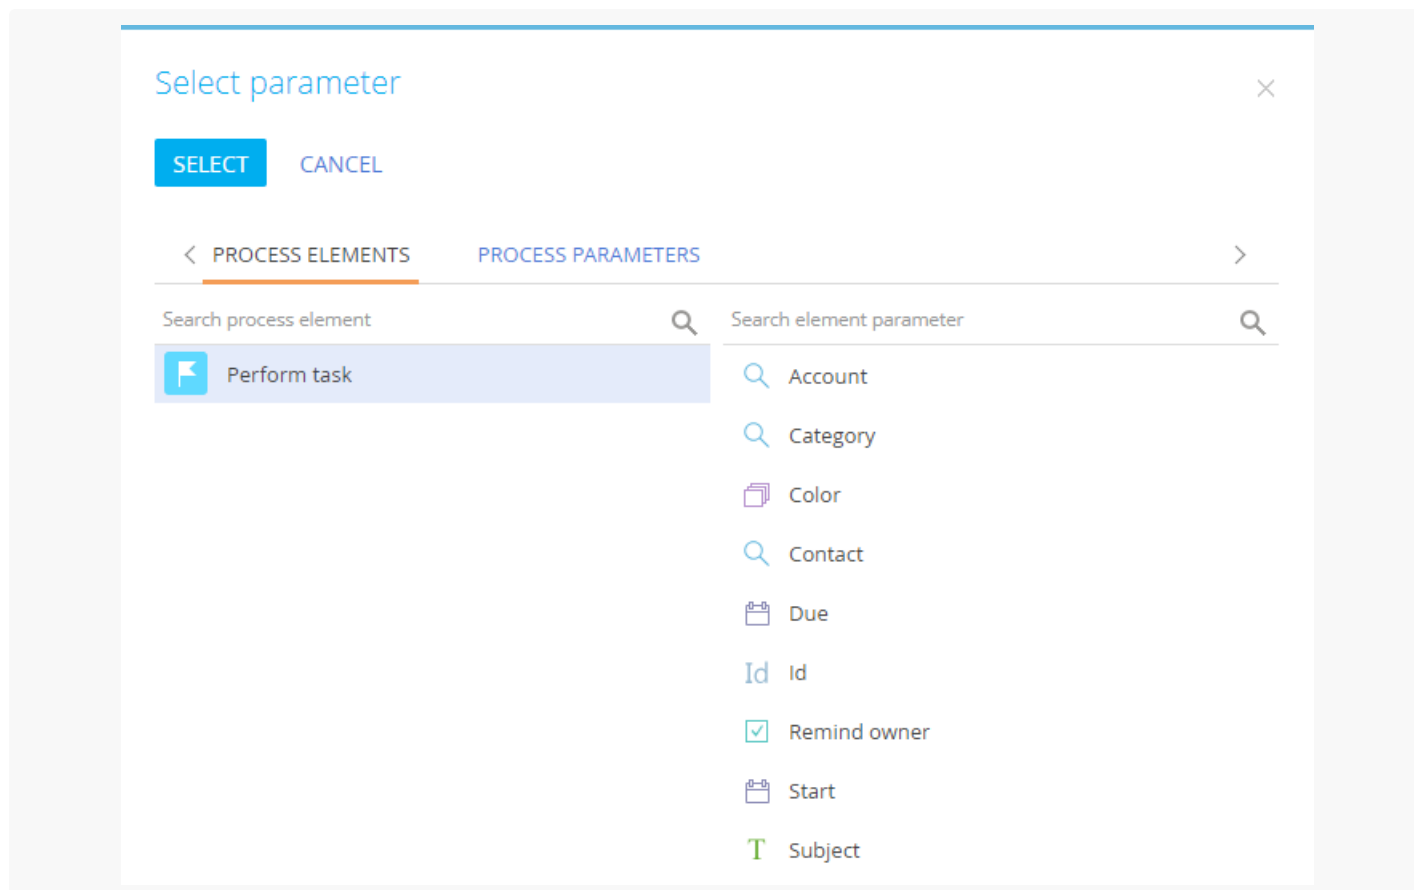 Select parameter
SELECT CANCEL
PROCESS ELEMENTS PROCESS PARAMETERS
Search process element
Perform task
Search element parameter
Account
Category
Color
Contact
Due
Id Id
Remind owner
Start
T Subject